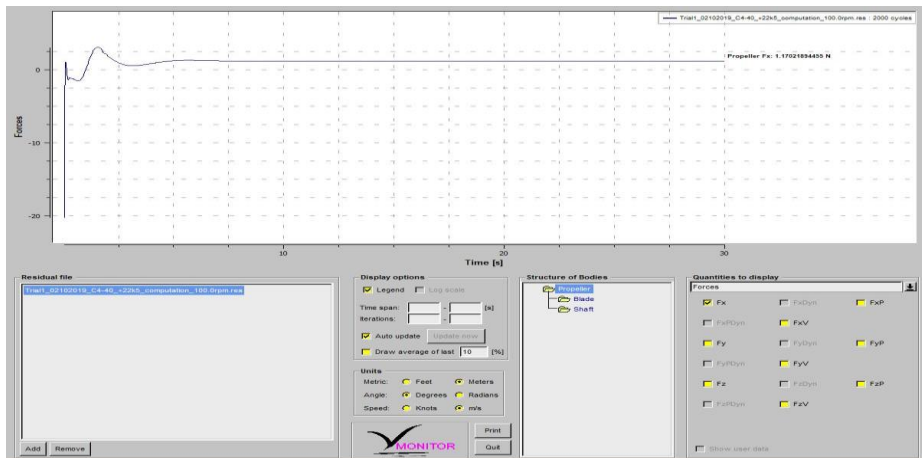 Trial1_02102019_C4-40_+22k5_computation_100.0rpm.res : 2000 cycles
Propeller Fx: 1.17021894455 N
Forces
0
-10
-20
10
20
30
Time [s]
Residual file
Trial1_02102019_C4-40_+22k5_computation_100.0rpm.res
Add
Remove
Display options
Legend
Log scale
Time span:
-
[s]
Iterations:
-
Auto update
Update now
Draw average of last
10
[%]
Units
Metric:
Feet
Meters
Angle:
Degrees
Radians
Speed:
Knots
m/s
MONITOR
Print
Quit
Structure of Bodies
Propeller
Blade
Shaft
Quantities to display
Forces
Fx
FxDyn
FxP
FxPDyn
FxV
Fy
FyDyn
FyP
FyPDyn
FyV
Fz
FzDyn
FzP
FzPDyn
FzV
Show user data